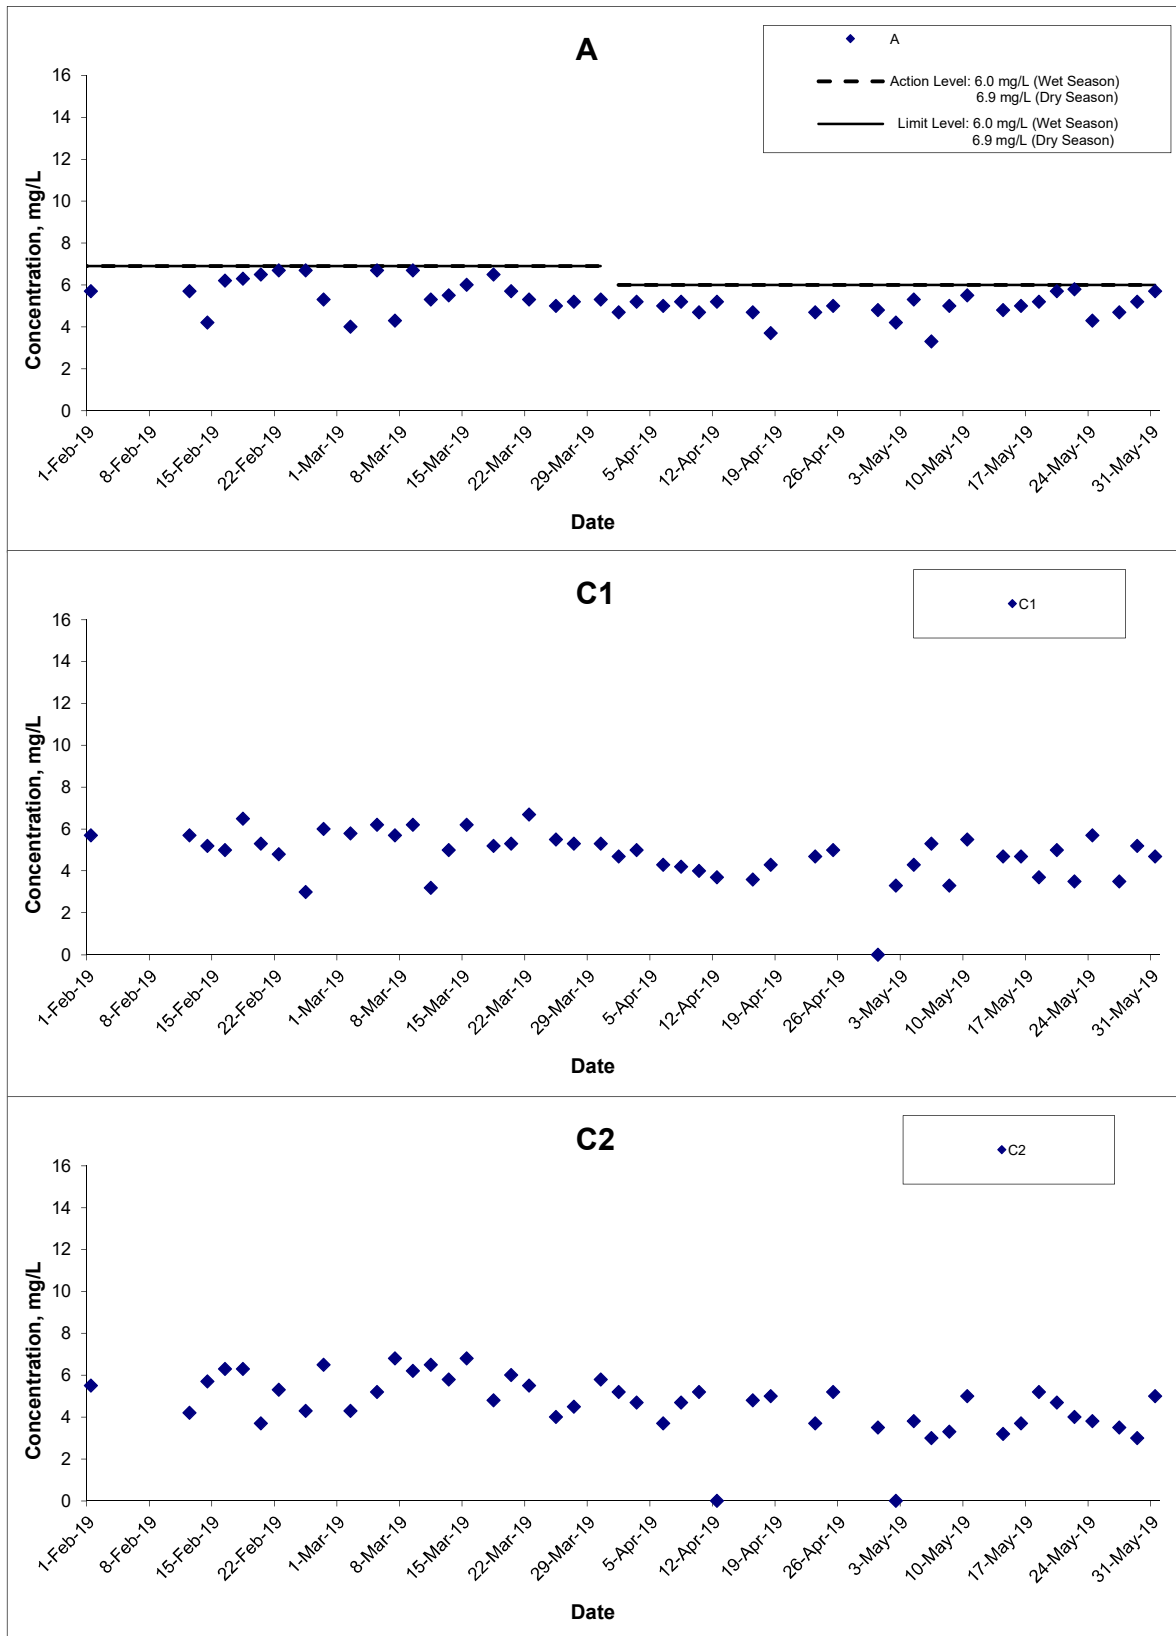 A
A
Action Level: 6.0 mg/L (Wet Season)
6.9 mg/L (Dry Season)
Limit Level: 6.0 mg/L (Wet Season)
6.9 mg/L (Dry Season)
Concentration, mg/L
16
14
12
10
8
6
4
2
0
1-Feb-19
8-Feb-19
15-Feb-19
22-Feb-19
1-Mar-19
8-Mar-19
15-Mar-19
22-Mar-19
29-Mar-19
5-Apr-19
12-Apr-19
19-Apr-19
26-Apr-19
3-May-19
10-May-19
17-May-19
24-May-19
31-May-19
Date
C1
C1
Concentration, mg/L
16
14
12
10
8
6
4
2
0
1-Feb-19
8-Feb-19
15-Feb-19
22-Feb-19
1-Mar-19
8-Mar-19
15-Mar-19
22-Mar-19
29-Mar-19
5-Apr-19
12-Apr-19
19-Apr-19
26-Apr-19
3-May-19
10-May-19
17-May-19
24-May-19
31-May-19
Date
C2
C2
Concentration, mg/L
16
14
12
10
8
6
4
2
0
1-Feb-19
8-Feb-19
15-Feb-19
22-Feb-19
1-Mar-19
8-Mar-19
15-Mar-19
22-Mar-19
29-Mar-19
5-Apr-19
12-Apr-19
19-Apr-19
26-Apr-19
3-May-19
10-May-19
17-May-19
24-May-19
31-May-19
Date